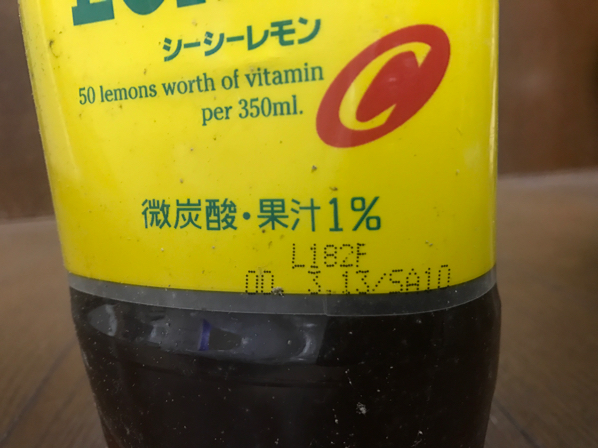 シーシーレモン
50 lemons worth of vitamin
per 350ml.
C
微炭酸・果汁1%
L182F
00. 3.13/SA10